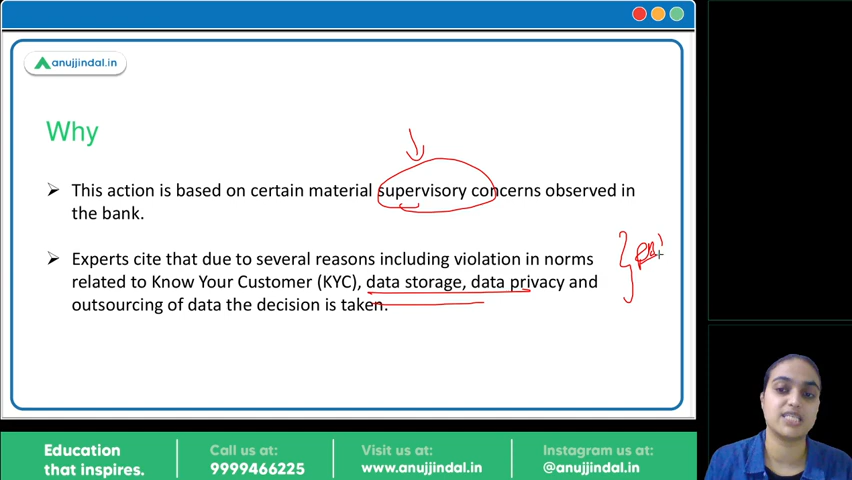 anujjindal.in
Why
➢ This action is based on certain material supervisory concerns observed in
the bank.
➢ Experts cite that due to several reasons including violation in norms
related to Know Your Customer (KYC), data storage, data privacy and
outsourcing of data the decision is taken.
Education
that inspires.
Call us at:
9999466225
Visit us at:
www.anujjindal.in
Instagram us at:
@anujjindal.in